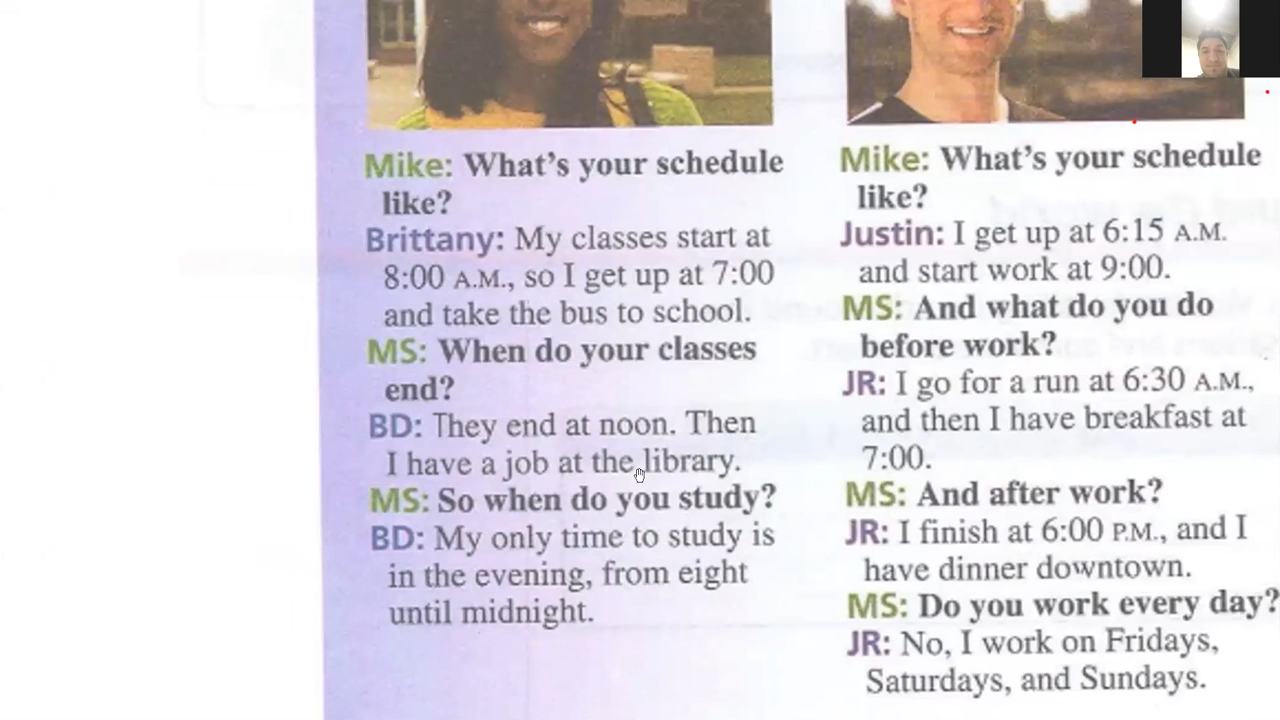 Mike: What's your schedule
like?
Brittany: My classes start at
8:00 A.M., so I get up at 7:00
and take the bus to school.
MS: When do your classes
end?
BD: They end at noon. Then
I have a job at the library.
MS: So when do you study?
BD: My only time to study is
in the evening, from eight
until midnight.
Mike: What's your schedule
like?
Justin: I get up at 6:15 A.M.
and start work at 9:00.
MS: And what do you do
before work?
JR: I go for a run at 6:30 A.M.,
and then I have breakfast at
7:00.
MS: And after work?
JR: I finish at 6:00 P.M., and I
have dinner downtown.
MS: Do you work every day?
JR: No, I work on Fridays,
Saturdays, and Sundays.